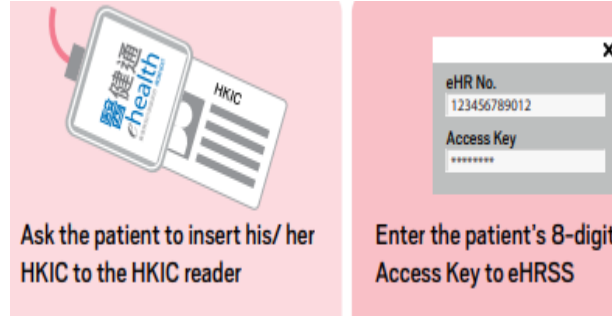 醫健通
ehealth
HKIC
Ask the patient to insert his/ her
HKIC to the HKIC reader
X
eHR No.
123456789012
Access Key
********
Enter the patient's 8-digit
Access Key to eHRSS